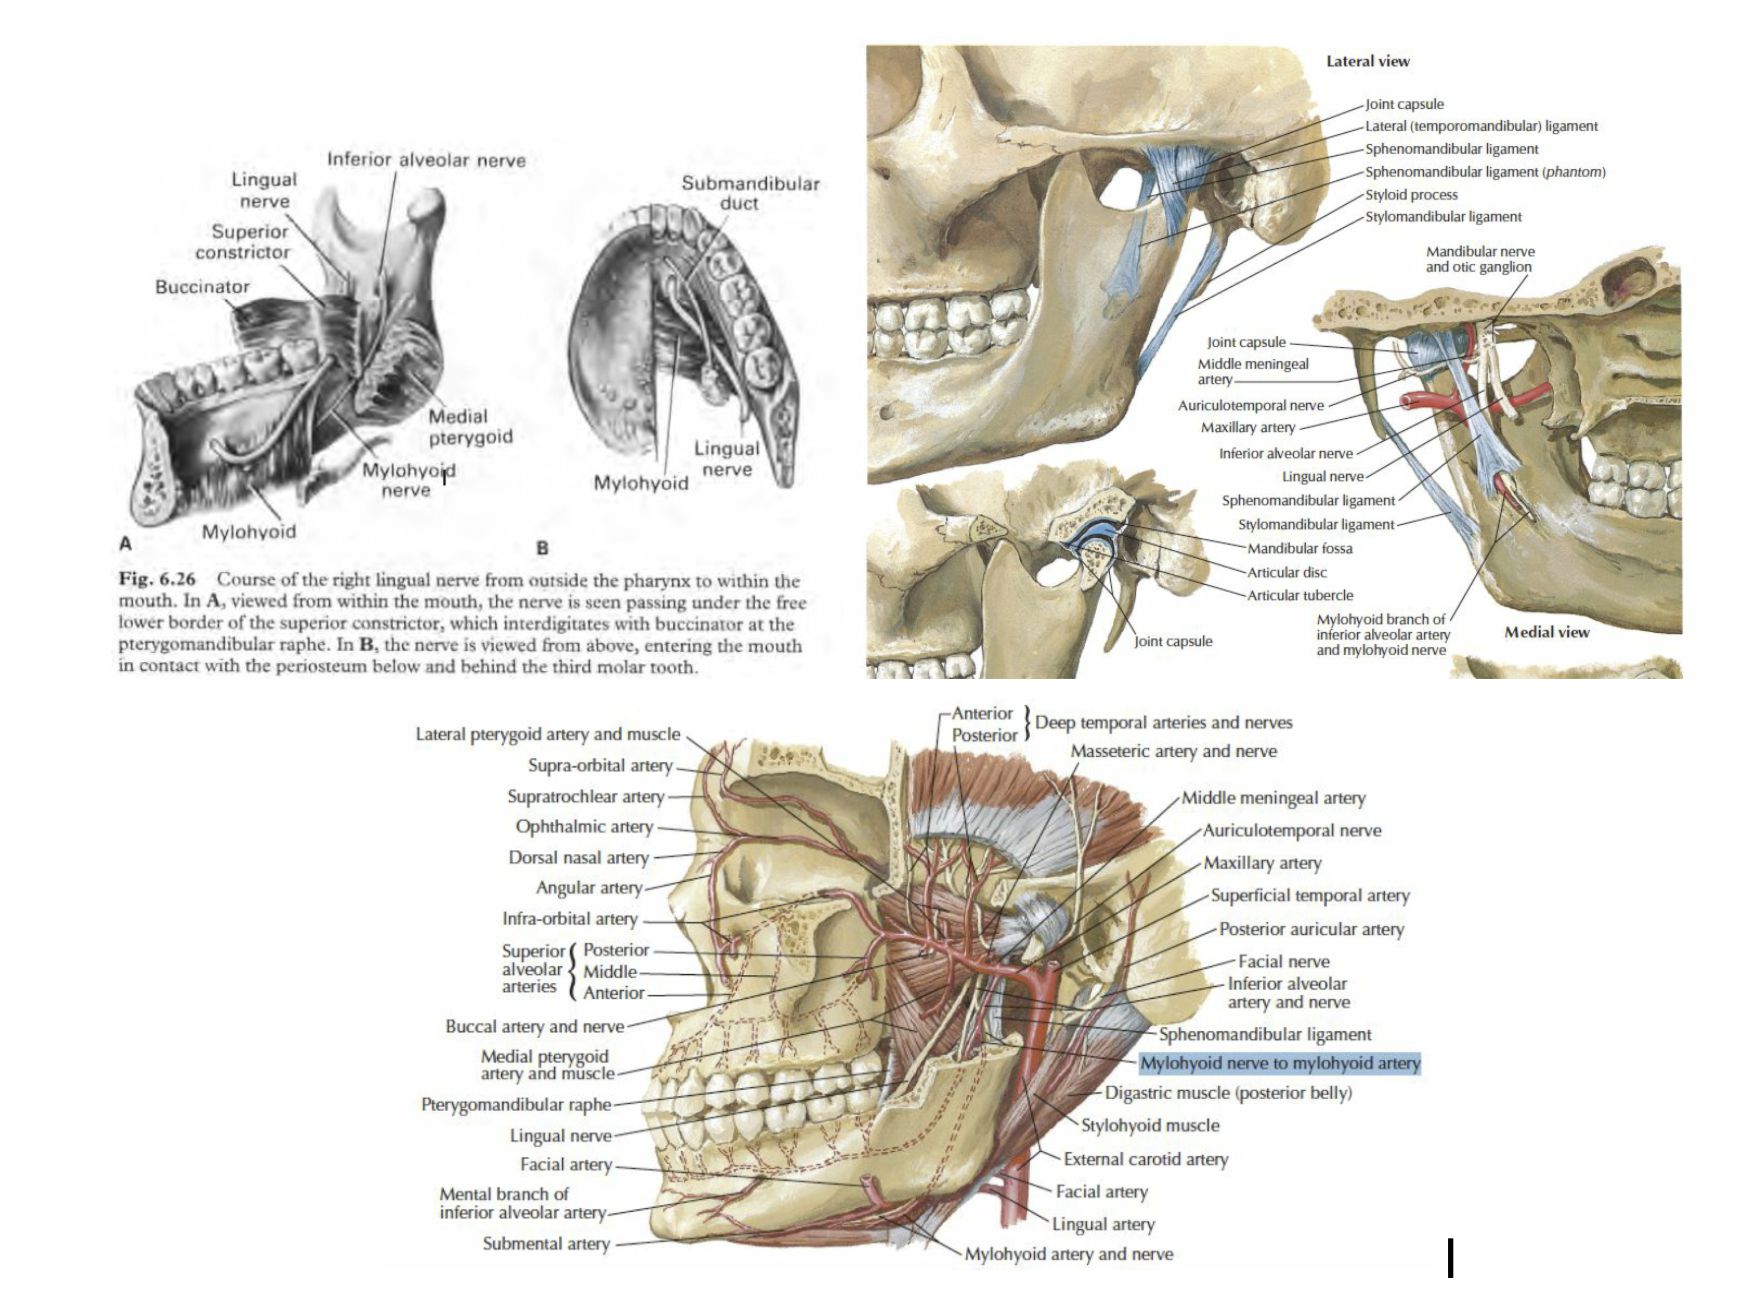 Inferior alveolar nerve
Lingual
nerve
Superior
constrictor
Buccinator
Medial
pterygoid
Mylohyoid
nerve
Mylohyoid
A
Submandibular
duct
Lingual
nerve
Mylohyoid
B
Fig. 6.26 Course of the right lingual nerve from outside the pharynx to within the
mouth. In A, viewed from within the mouth, the nerve is seen passing under the free
lower border of the superior constrictor, which interdigitates with buccinator at the
pterygomandibular raphe. In B, the nerve is viewed from above, entering the mouth
in contact with the periosteum below and behind the third molar tooth.
Lateral view
Joint capsule
Lateral (temporomandibular) ligament
Sphenomandibular ligament
Sphenomandibular ligament (phantom)
Styloid process
Stylomandibular ligament
Mandibular nerve
and otic ganglion
Joint capsule
Middle meningeal
artery
Auriculotemporal nerve
Maxillary artery
Inferior alveolar nerve
Lingual nerve
Sphenomandibular ligament
Stylomandibular ligament
Mandibular fossa
Articular disc
Articular tubercle
Joint capsule
Mylohyoid branch of
inferior alveolar artery
and mylohyoid nerve
Medial view
Lateral pterygoid artery and muscle
Supra-orbital artery
Supratrochlear artery
Ophthalmic artery
Dorsal nasal artery
Angular artery
Infra-orbital artery
Superior
alveolar
arteries
Posterior
Middle
Anterior
Buccal artery and nerve
Medial pterygoid
artery and muscle
Pterygomandibular raphe
Lingual nerve
Facial artery
Mental branch of
inferior alveolar artery
Submental artery
Anterior
Posterior
Deep temporal arteries and nerves
Masseteric artery and nerve
Middle meningeal artery
Auriculotemporal nerve
Maxillary artery
Superficial temporal artery
Posterior auricular artery
Facial nerve
Inferior alveolar
artery and nerve
Sphenomandibular ligament
Mylohyoid nerve to mylohyoid artery
Digastric muscle (posterior belly)
Stylohyoid muscle
External carotid artery
Facial artery
Lingual artery
Mylohyoid artery and nerve